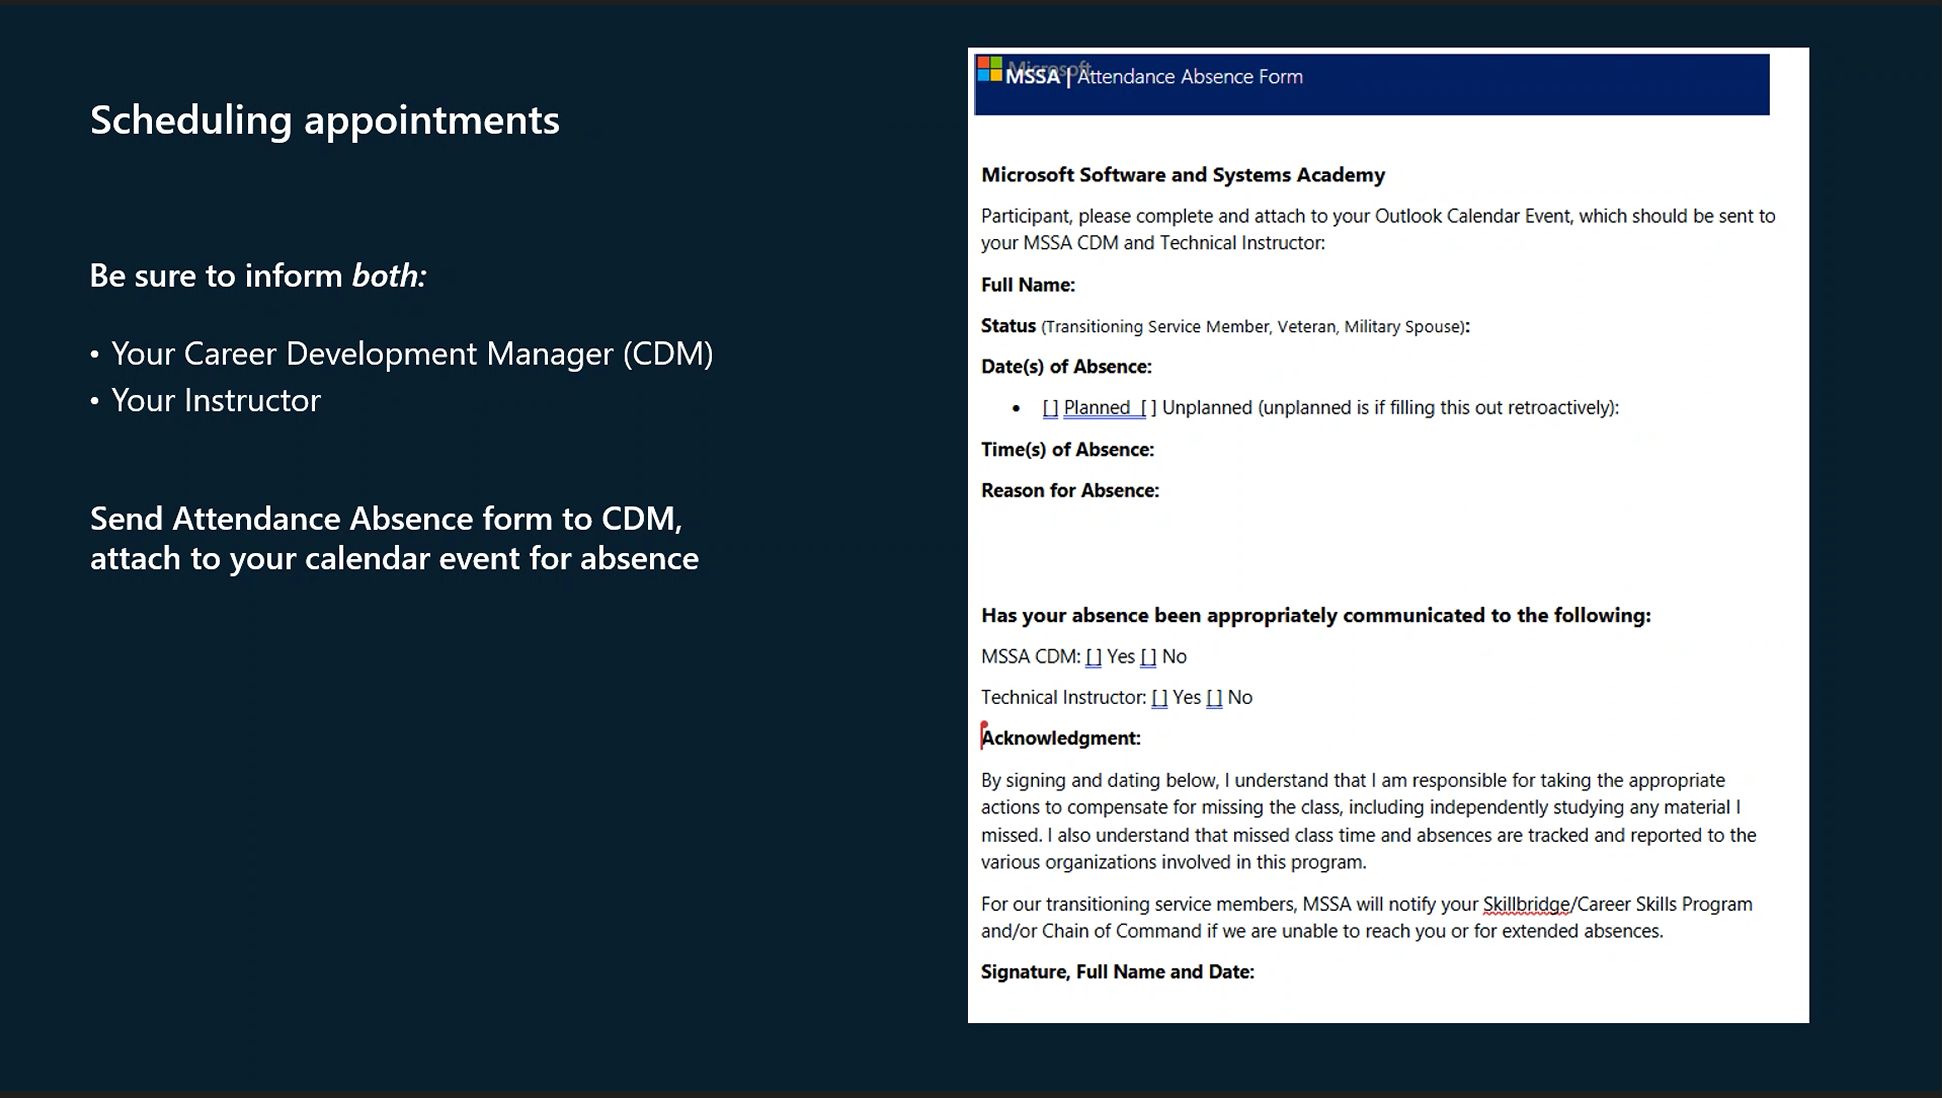 Scheduling appointments
Be sure to inform both:
• Your Career Development Manager (CDM)
• Your Instructor
Send Attendance Absence form to CDM,
attach to your calendar event for absence
Microsoft
MSSA | Attendance Absence Form
Microsoft Software and Systems Academy
Participant, please complete and attach to your Outlook Calendar Event, which should be sent to
your MSSA CDM and Technical Instructor:
Full Name:
Status (Transitioning Service Member, Veteran, Military Spouse):
Date(s) of Absence:
• [ ] Planned [ ] Unplanned (unplanned is if filling this out retroactively):
Time(s) of Absence:
Reason for Absence:
Has your absence been appropriately communicated to the following:
MSSA CDM: [ ] Yes [ ] No
Technical Instructor: [ ] Yes [ ] No
Acknowledgment:
By signing and dating below, I understand that I am responsible for taking the appropriate
actions to compensate for missing the class, including independently studying any material I
missed. I also understand that missed class time and absences are tracked and reported to the
various organizations involved in this program.
For our transitioning service members, MSSA will notify your Skillbridge/Career Skills Program
and/or Chain of Command if we are unable to reach you or for extended absences.
Signature, Full Name and Date: